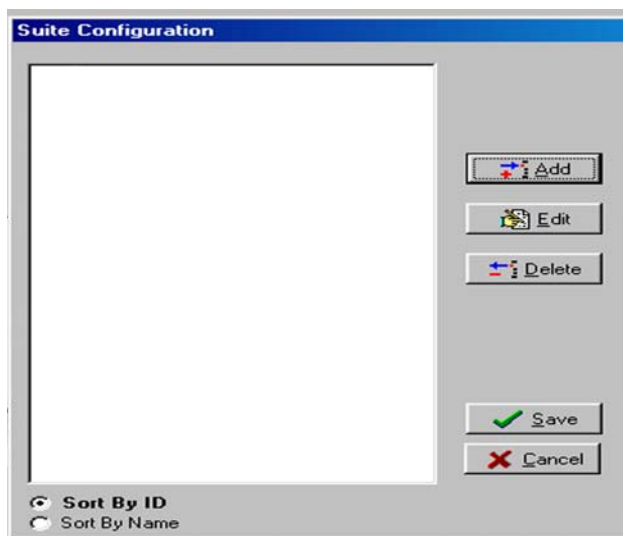 Suite Configuration
Add
Edit
Delete
Save
Cancel
Sort By ID
Sort By Name